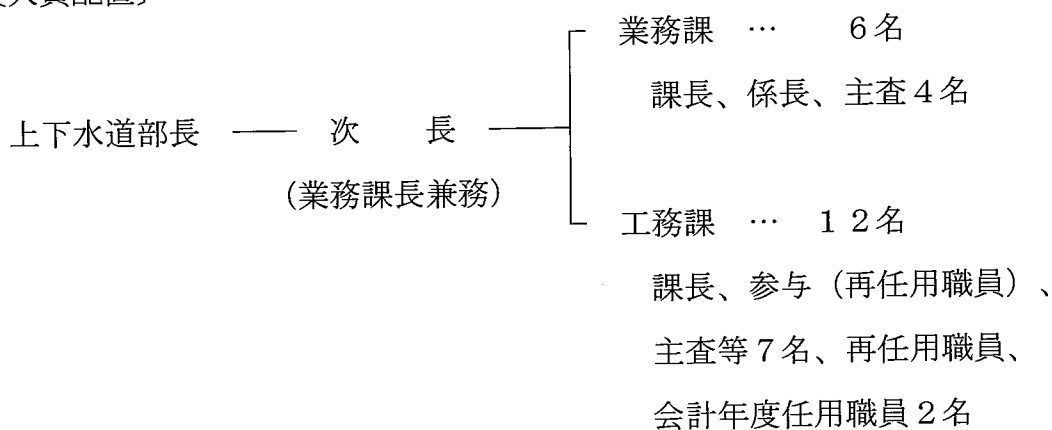 人員配置
業務課 … 6名
課長、係長、主査4名
上下水道部長 ── 次 長
(業務課長兼務)
工務課 … 12名
課長、参与(再任用職員)、
主査等7名、再任用職員、
会計年度任用職員2名